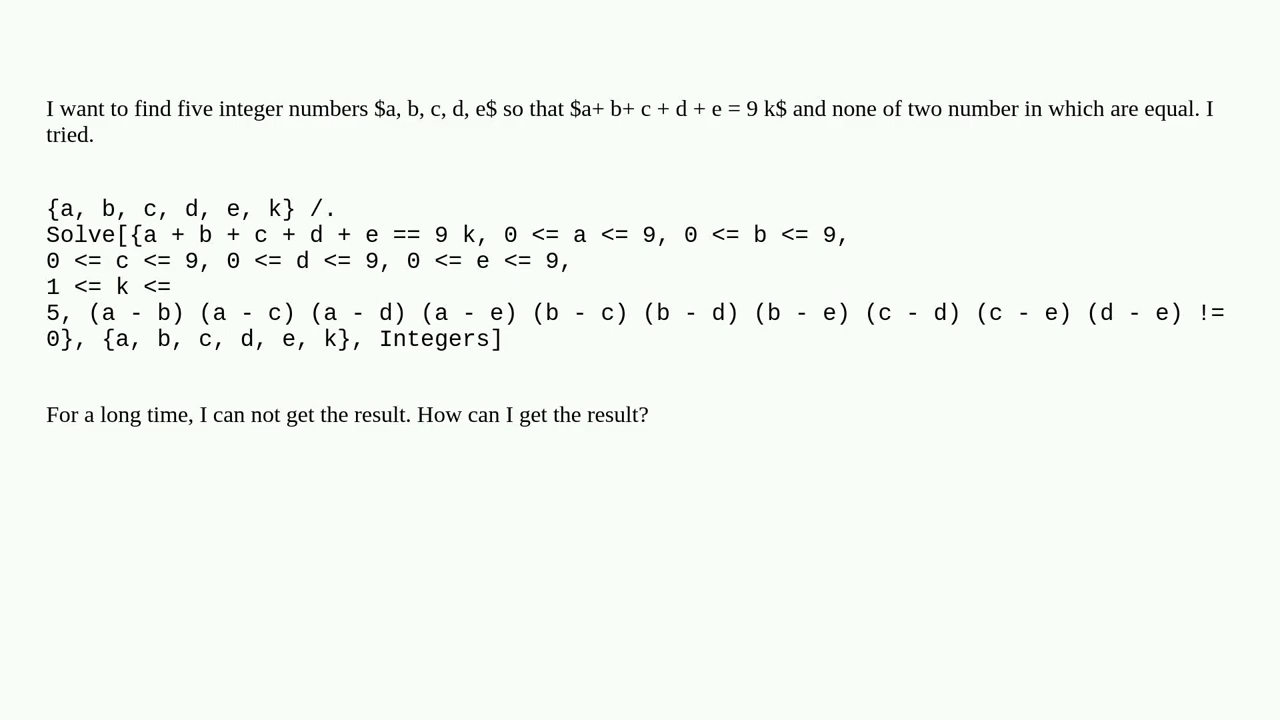 I want to find five integer numbers $a, b, c, d, e$ so that $a+ b+ c + d + e = 9 k$ and none of two number in which are equal. I
tried.
{a, b, c, d, e, k} /.
Solve[{a + b + c + d + e == 9 k, 0 <= a <= 9, 0 <= b <= 9,
0 <= c <= 9, 0 <= d <= 9, 0 <= e <= 9,
1 <= k <=
5, (a - b) (a - c) (a - d) (a - e) (b - c) (b - d) (b - e) (c - d) (c - e) (d - e) !=
0}, {a, b, c, d, e, k}, Integers]
For a long time, I can not get the result. How can I get the result?